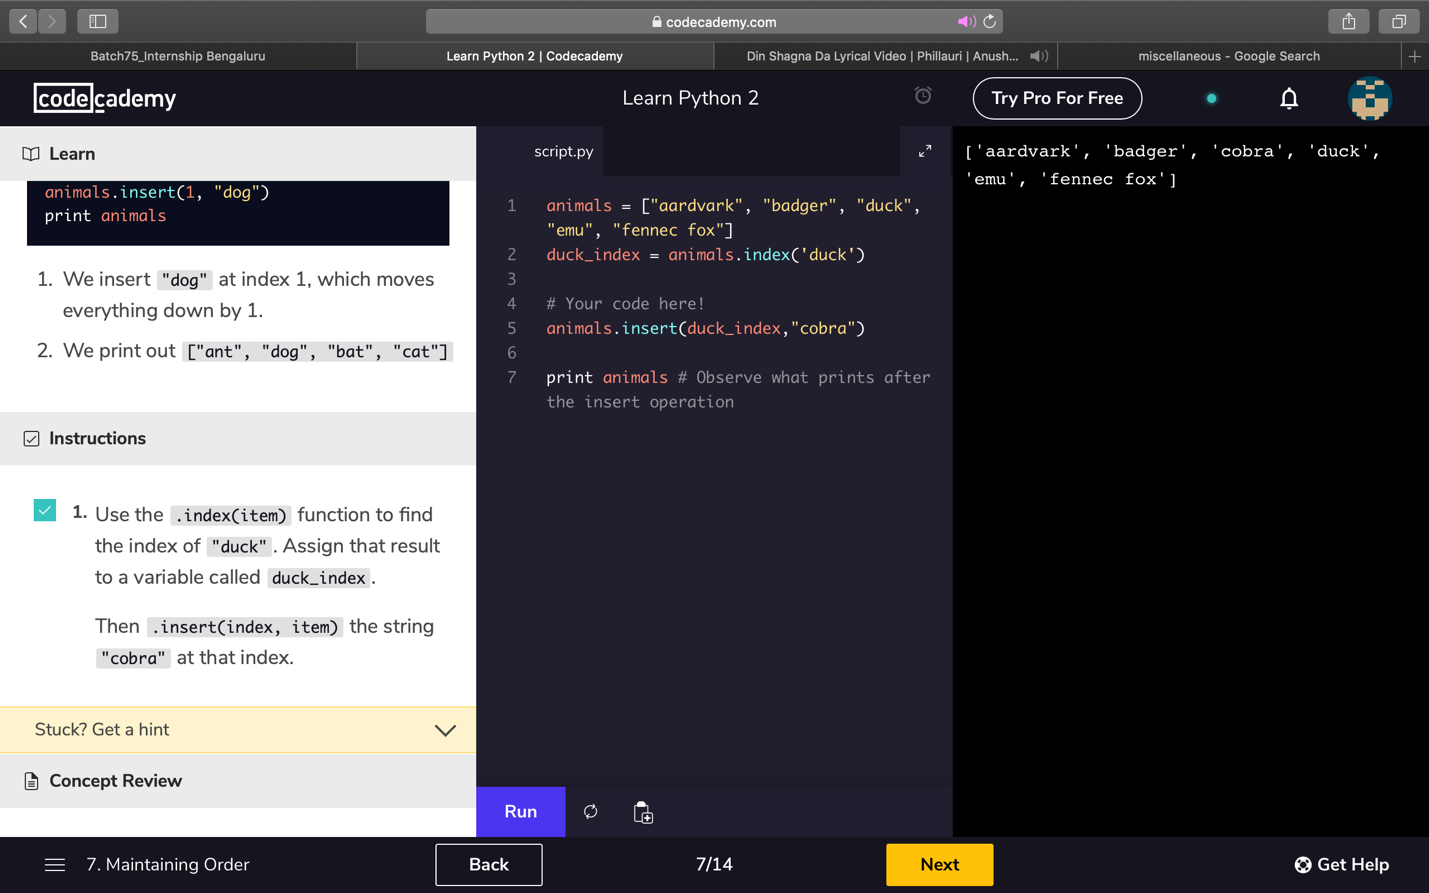 codecademy.com
Batch75_Internship Bengaluru
Learn Python 2 | Codecademy
Din Shagna Da Lyrical Video | Phillauri | Anush...
miscellaneous - Google Search
codecademy
Learn Python 2
Try Pro For Free
Learn
animals.insert(1, "dog")
print animals
1. We insert "dog" at index 1, which moves
everything down by 1.
2. We print out ["ant", "dog", "bat", "cat"]
Instructions
1. Use the .index(item) function to find
the index of "duck". Assign that result
to a variable called duck_index.
Then .insert(index, item) the string
"cobra" at that index.
Stuck? Get a hint
Concept Review
script.py
1 animals = ["aardvark", "badger", "duck",
"emu", "fennec fox"]
2 duck_index = animals.index('duck')
3
4 # Your code here!
5 animals.insert(duck_index,"cobra")
6
7 print animals # Observe what prints after
the insert operation
Run
['aardvark', 'badger', 'cobra', 'duck',
'emu', 'fennec fox']
7. Maintaining Order
Back
7/14
Next
Get Help